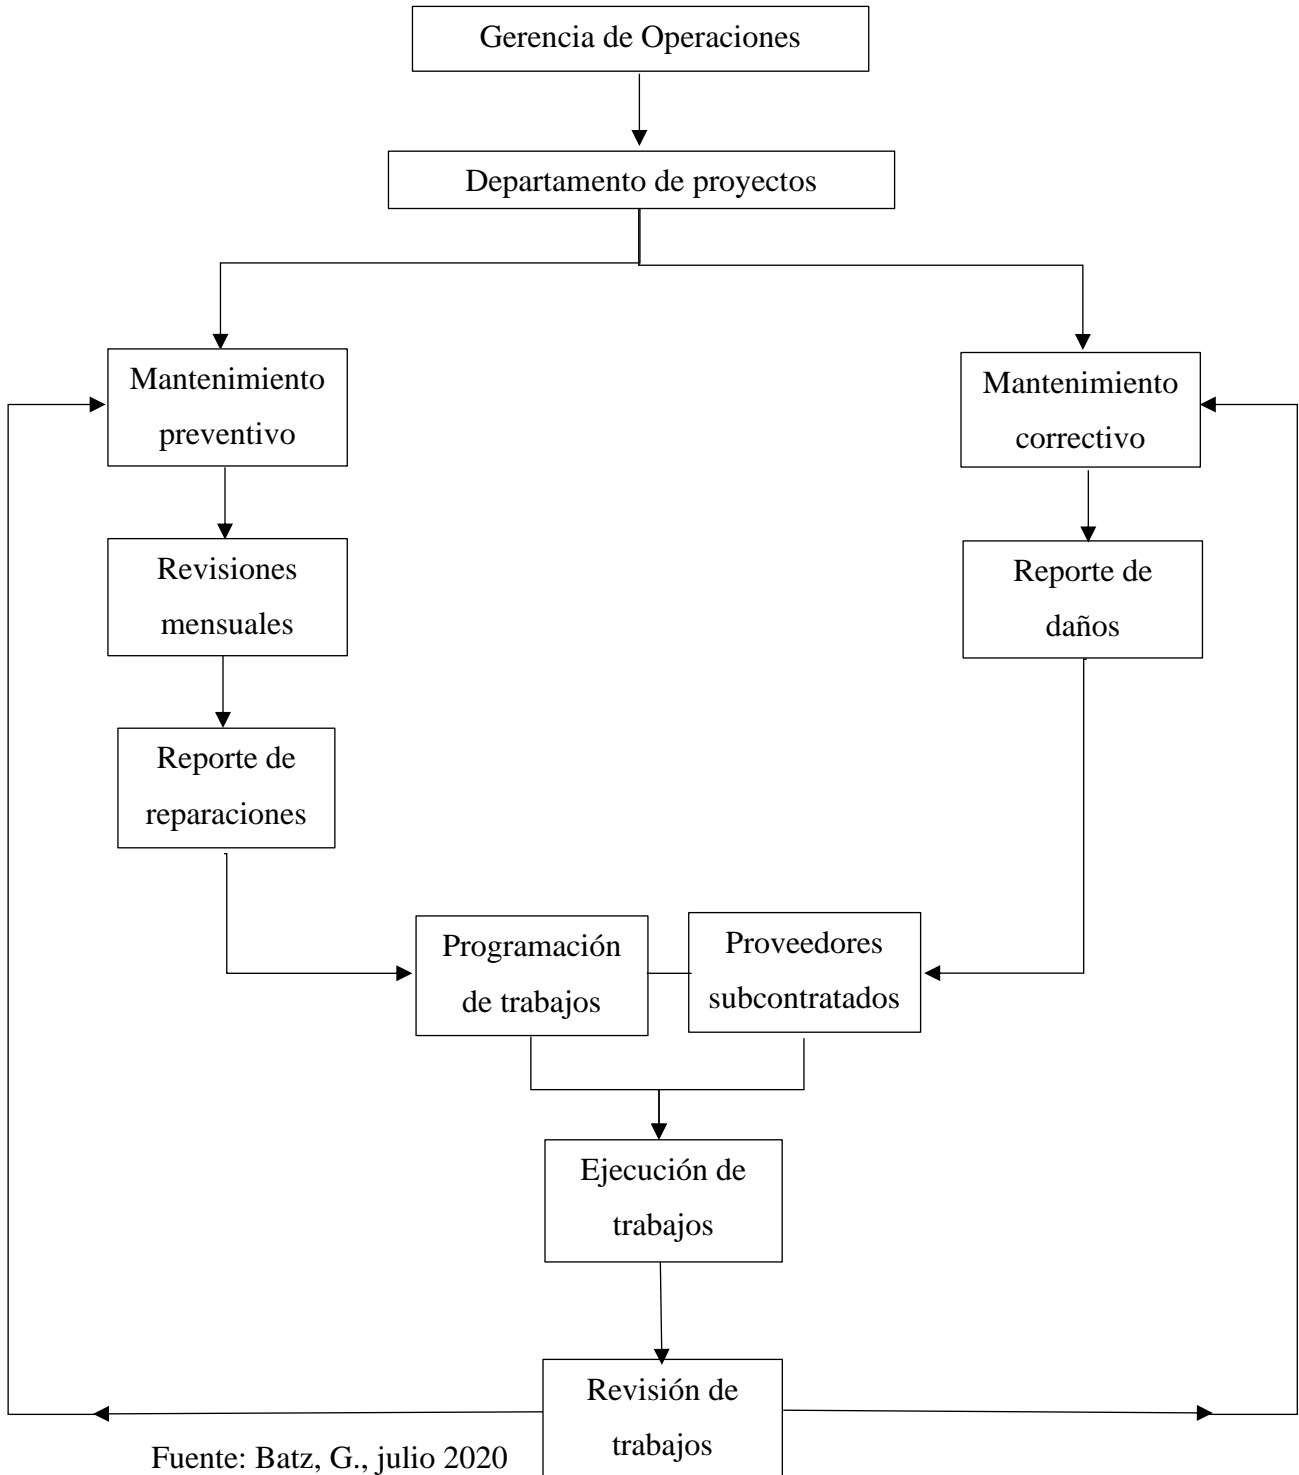 Gerencia de Operaciones
Departamento de proyectos
Mantenimiento
preventivo
Mantenimiento
correctivo
Revisiones
mensuales
Reporte de
daños
Reporte de
reparaciones
Programación
de trabajos
Proveedores
subcontratados
Ejecución de
trabajos
Revisión de
trabajos
Fuente: Batz, G., julio 2020